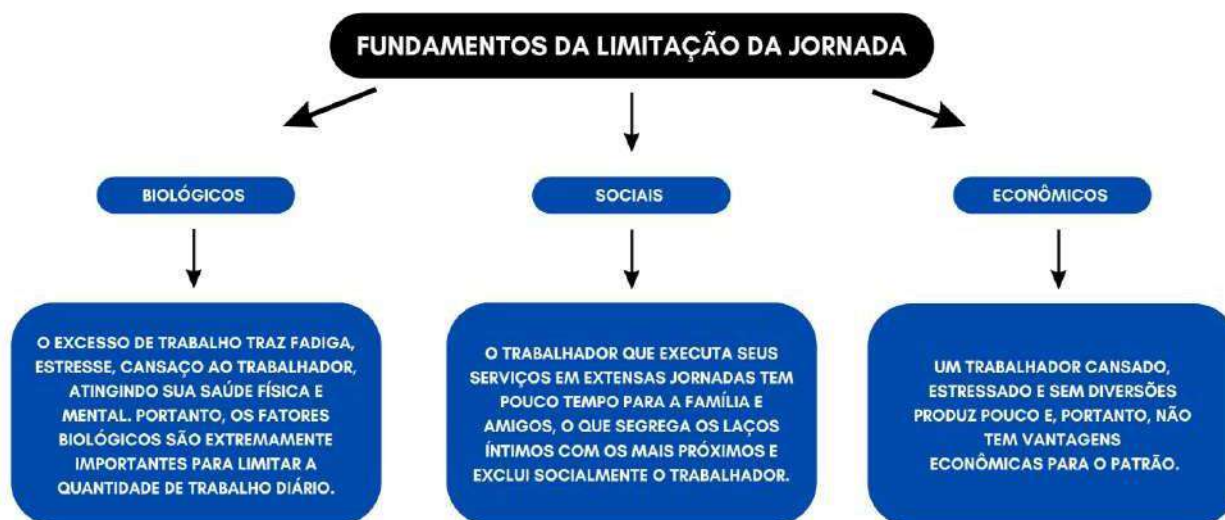 FUNDAMENTOS DA LIMITAÇÃO DA JORNADA
BIOLÓGICOS
O EXCESSO DE TRABALHO TRAZ FADIGA,
ESTRESSE, CANSAÇO AO TRABALHADOR,
ATINGINDO SUA SAÚDE FÍSICA E
MENTAL. PORTANTO, OS FATORES
BIOLÓGICOS SÃO EXTREMAMENTE
IMPORTANTES PARA LIMITAR A
QUANTIDADE DE TRABALHO DIÁRIO.
SOCIAIS
O TRABALHADOR QUE EXECUTA SEUS
SERVIÇOS EM EXTENSAS JORNADAS TEM
POUCO TEMPO PARA A FAMÍLIA E
AMIGOS, O QUE SEGREGA OS LAÇOS
ÍNTIMOS COM OS MAIS PRÓXIMOS E
EXCLUI SOCIALMENTE O TRABALHADOR.
ECONÔMICOS
UM TRABALHADOR CANSADO,
ESTRESSADO E SEM DIVERSÕES
PRODUZ POUCO E, PORTANTO, NÃO
TEM VANTAGENS
ECONÔMICAS PARA O PATRÃO.